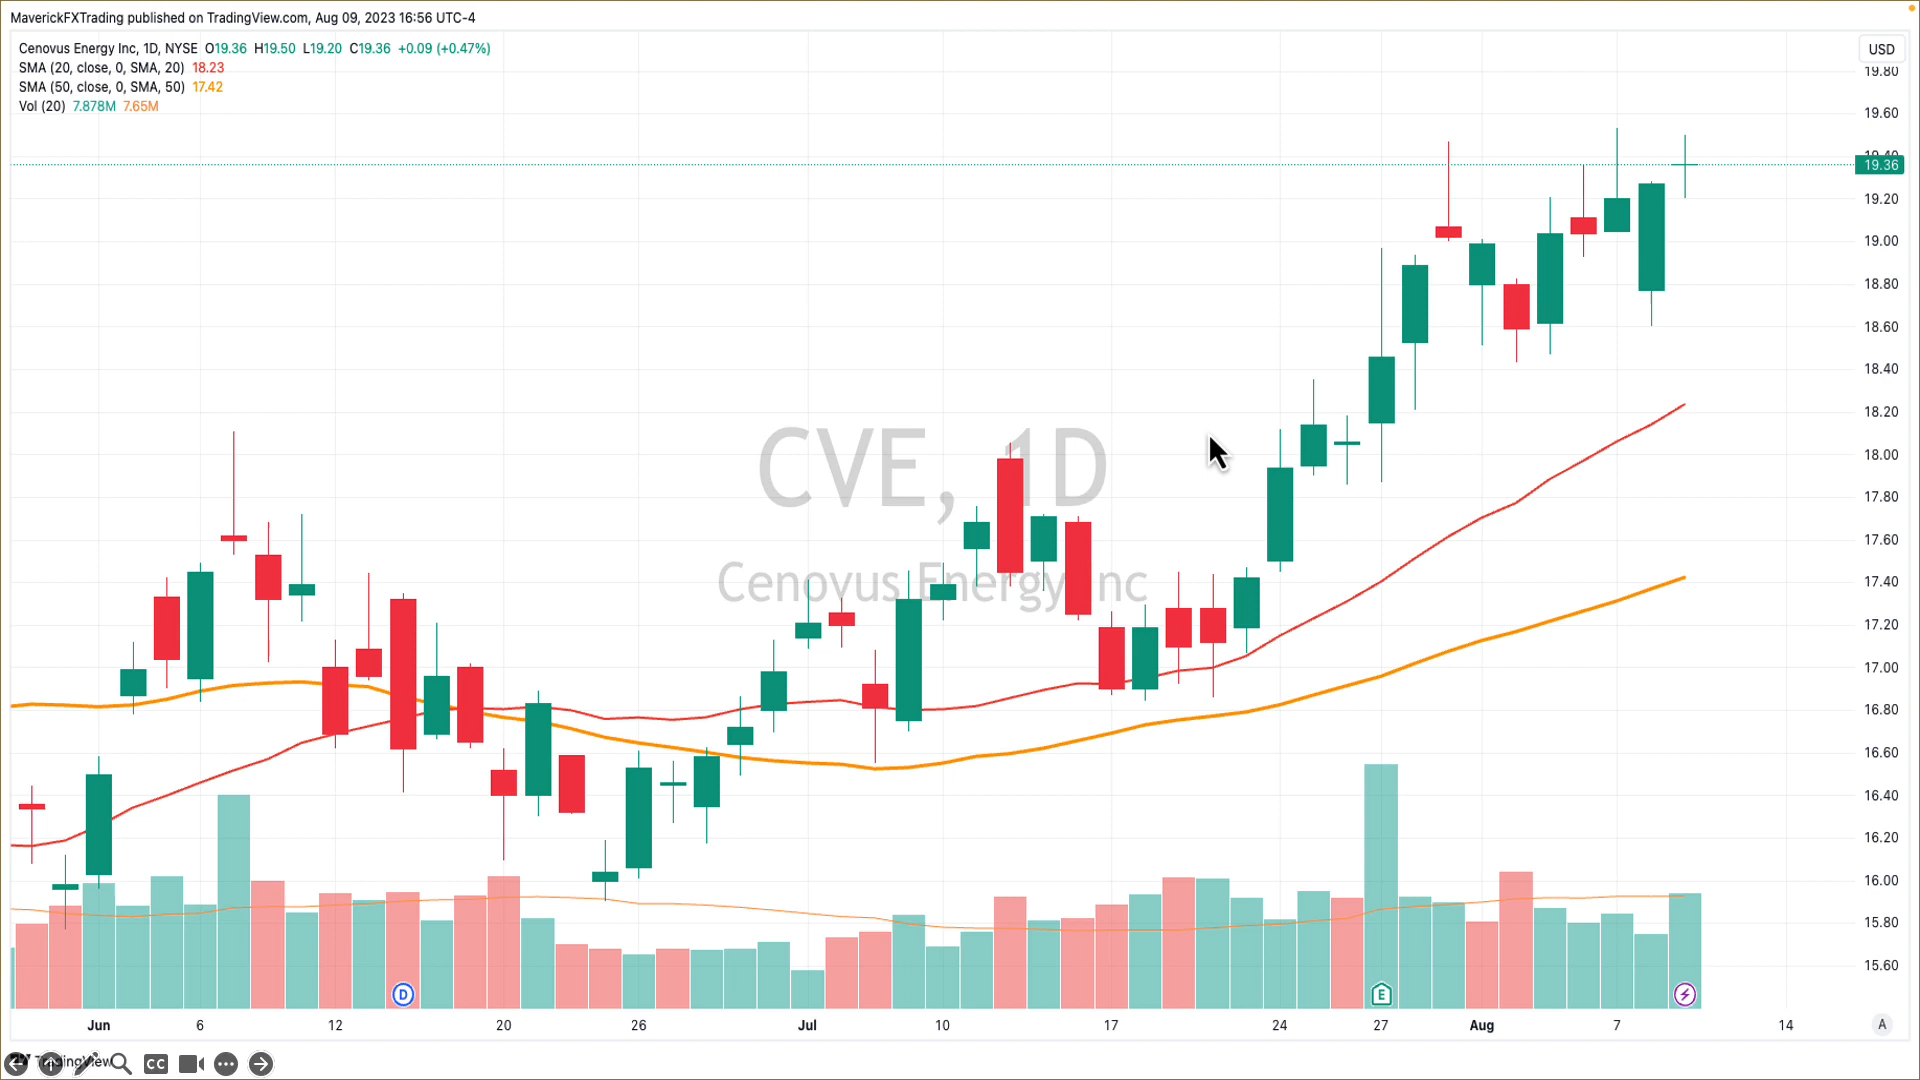 MaverickFXTrading published on TradingView.com, Aug 09, 2023 16:56 UTC-4
Cenovus Energy Inc, 1D, NYSE O19.36 H19.50 L19.20 C19.36 +0.09 (+0.47%)
SMA (20, close, 0, SMA, 20) 18.23
SMA (50, close, 0, SMA, 50) 17.42
Vol (20) 7.878M 7.65M
USD
19.80
19.60
19.40
19.36
19.20
19.00
18.80
18.60
18.40
18.20
18.00
17.80
17.60
17.40
17.20
17.00
16.80
16.60
16.40
16.20
16.00
15.80
15.60
CVE, 1D
Cenovus Energy Inc
D
E
Jun 6 12 20 26 Jul 10 17 24 27 Aug 7 14
A
TradingView
CC